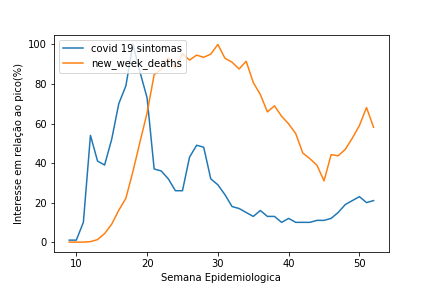 covid 19 sintomas
new_week_deaths
Interesse em relação ao pico(%)
100
80
60
40
20
0
10
20
30
40
50
Semana Epidemiologica